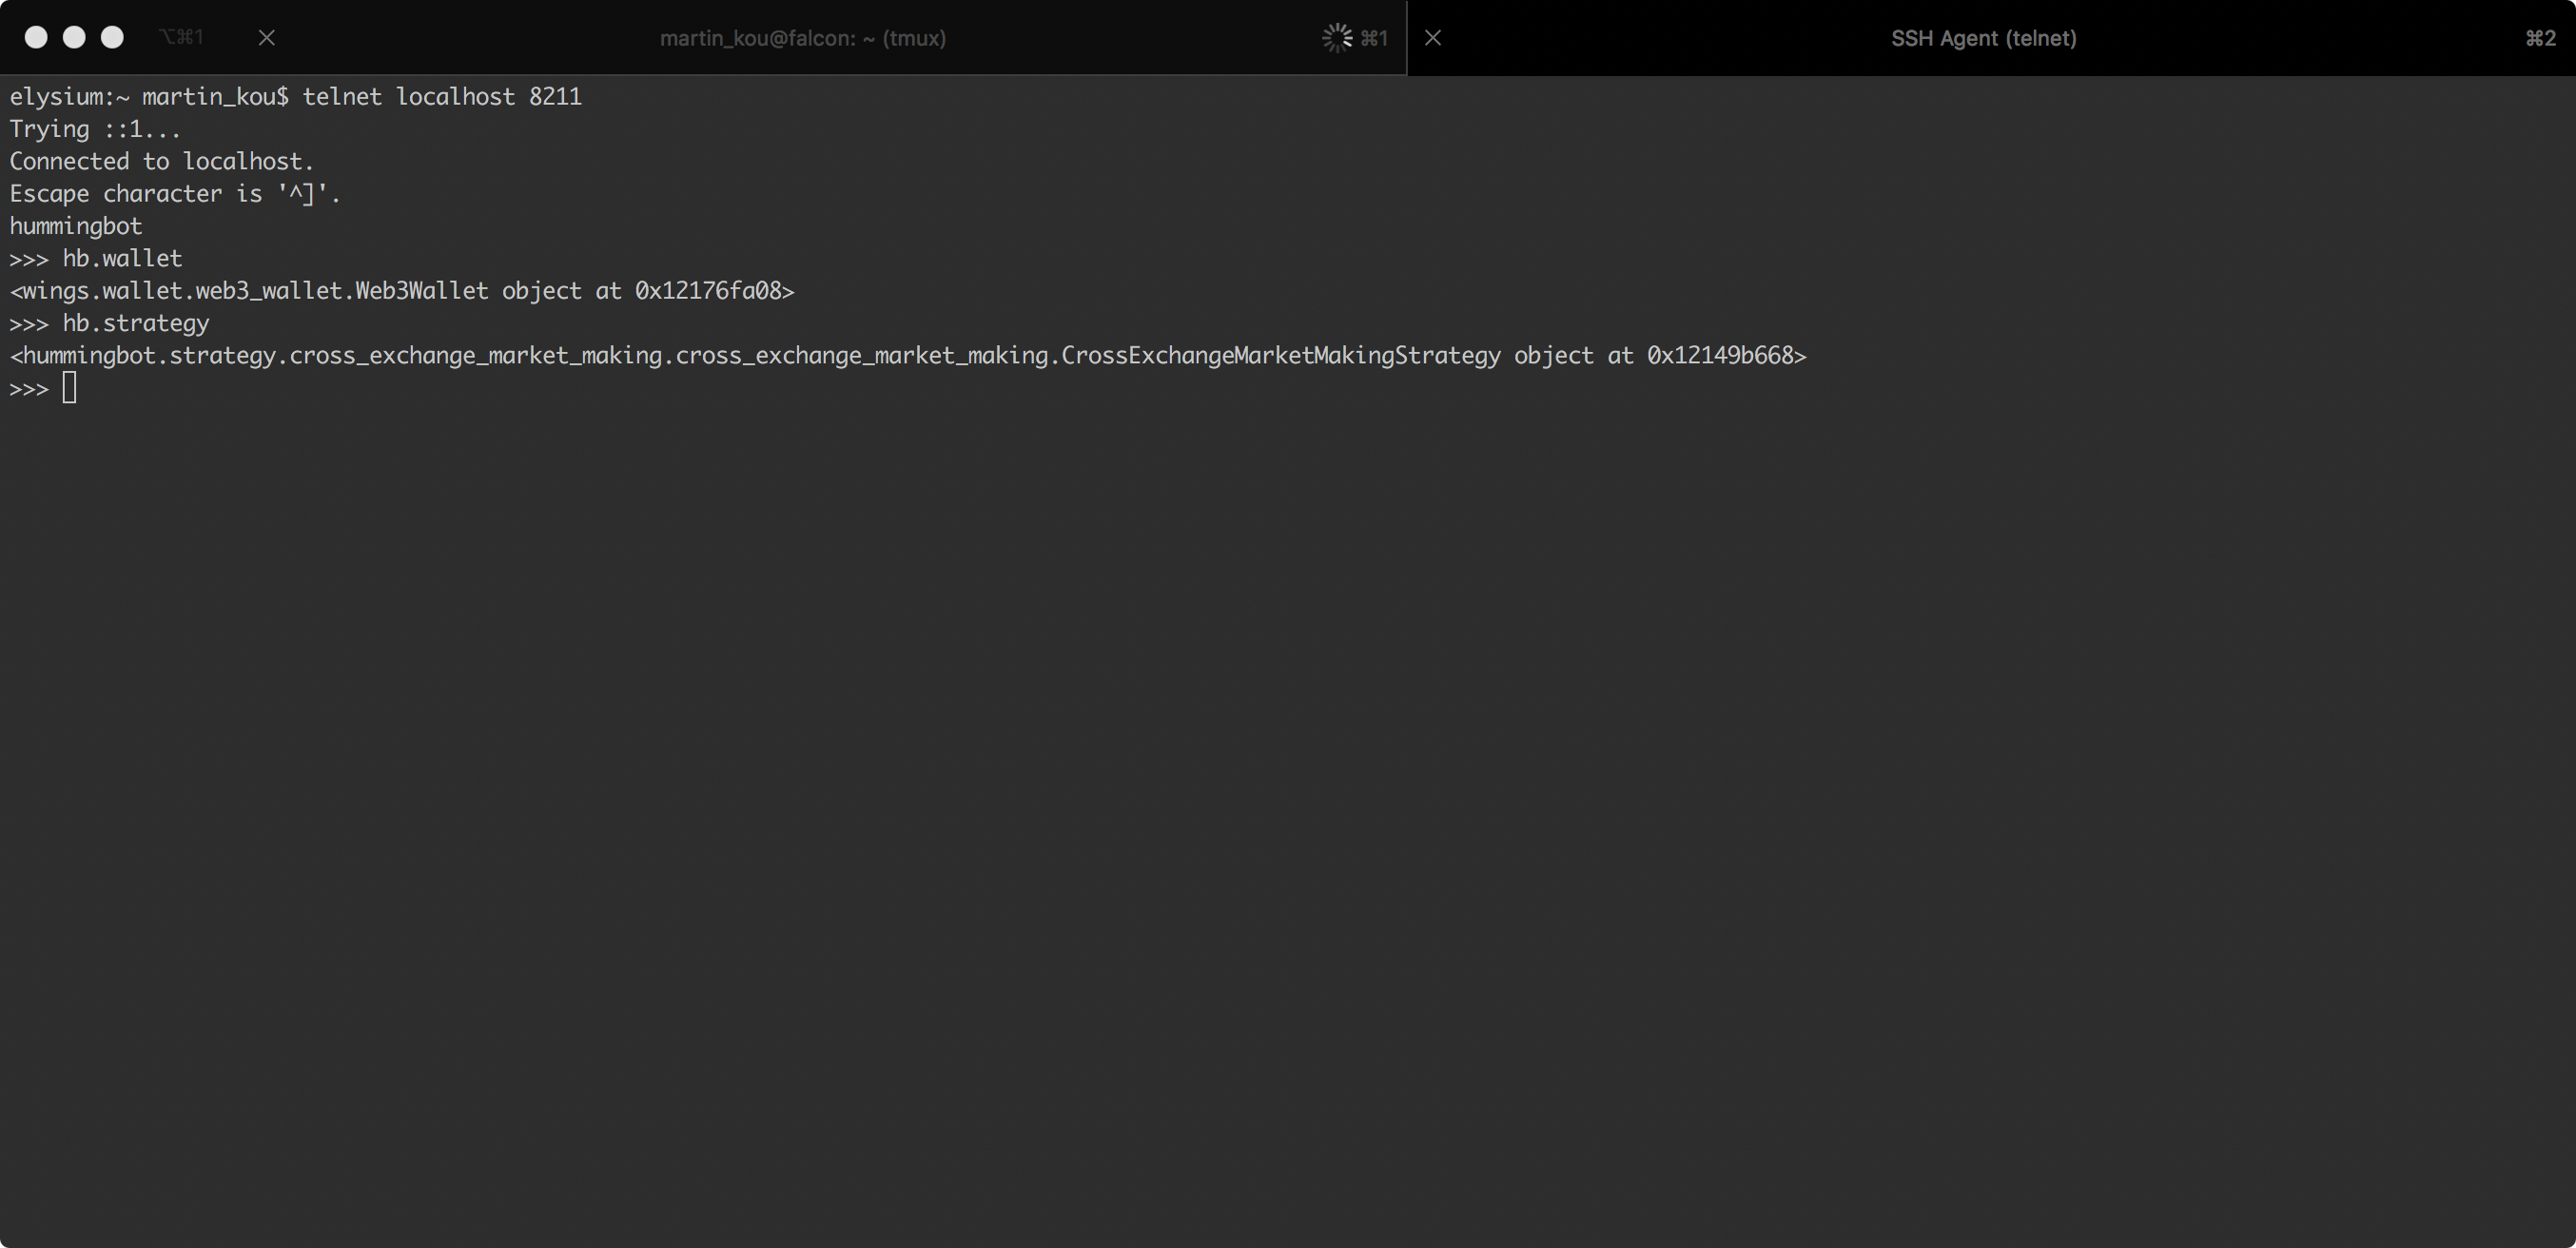 ⌥⌘1 martin_kou@falcon: ~ (tmux) ⌘1 SSH Agent (telnet) ⌘2
elysium:~ martin_kou$ telnet localhost 8211
Trying ::1...
Connected to localhost.
Escape character is '^]'.
hummingbot
>>> hb.wallet
<wings.wallet.web3_wallet.Web3Wallet object at 0x12176fa08>
>>> hb.strategy
<hummingbot.strategy.cross_exchange_market_making.cross_exchange_market_making.CrossExchangeMarketMakingStrategy object at 0x12149b668>
>>>